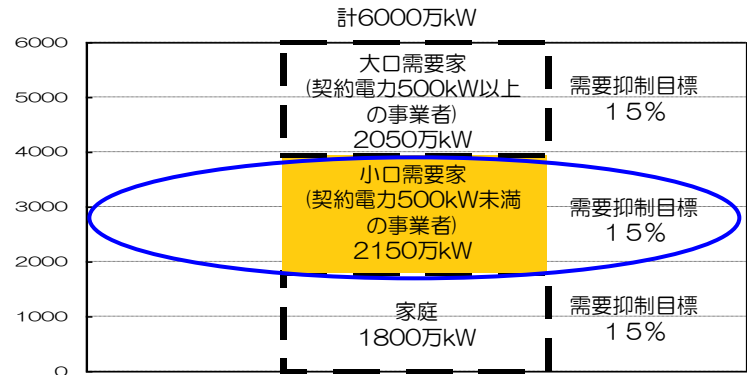 計6000万kW
6000
5000
4000
3000
2000
1000
0
大口需要家
(契約電力500kW以上
の事業者)
2050万kW
需要抑制目標
１５％
小口需要家
(契約電力500kW未満
の事業者)
2150万kW
需要抑制目標
１５％
家庭
1800万kW
需要抑制目標
１５％